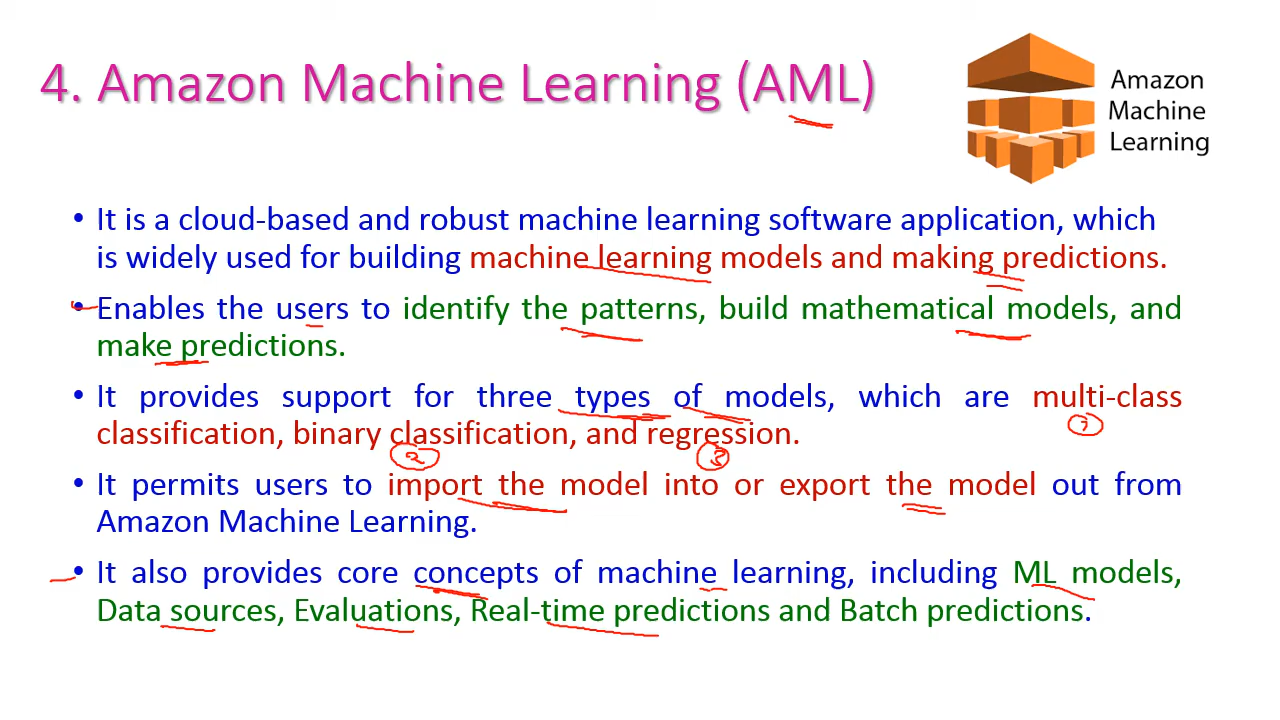 4. Amazon Machine Learning (AML)
Amazon
Machine
Learning
• It is a cloud-based and robust machine learning software application, which
is widely used for building machine learning models and making predictions.
• Enables the users to identify the patterns, build mathematical models, and
make predictions.
• It provides support for three types of models, which are multi-class
classification, binary classification, and regression.
1
2
3
• It permits users to import the model into or export the model out from
Amazon Machine Learning.
• It also provides core concepts of machine learning, including ML models,
Data sources, Evaluations, Real-time predictions and Batch predictions.